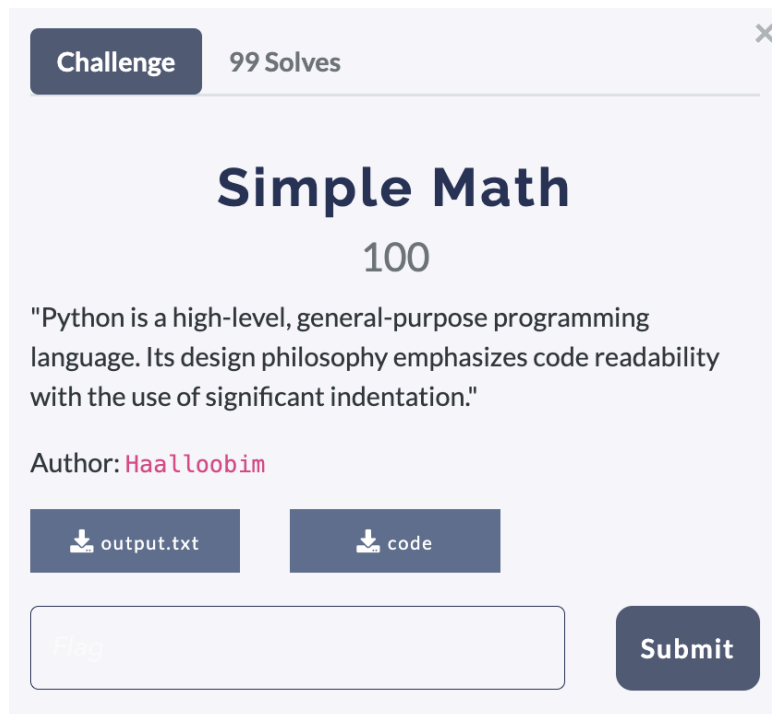 Challenge
99 Solves
×
Simple Math
100
"Python is a high-level, general-purpose programming
language. Its design philosophy emphasizes code readability
with the use of significant indentation."
Author: Haalloobim
output.txt
code
Flag
Submit